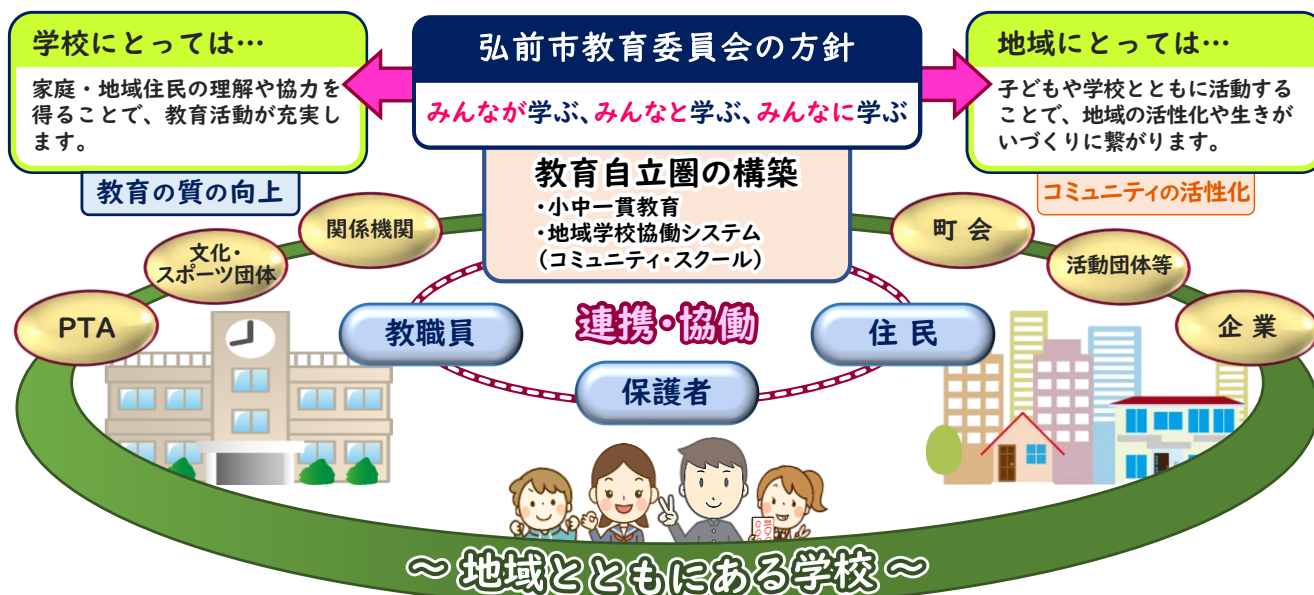 学校にとっては…
家庭・地域住民の理解や協力を
得ることで、教育活動が充実し
ます。
教育の質の向上
弘前市教育委員会の方針
みんなが学ぶ、みんなと学ぶ、みんなに学ぶ
地域にとっては…
子どもや学校とともに活動する
ことで、地域の活性化や生きが
いづくりに繋がります。
コミュニティの活性化
教育自立圏の構築
・小中一貫教育
・地域学校協働システム
(コミュニティ・スクール)
関係機関
文化・
スポーツ団体
PTA
町会
活動団体等
企業
教職員
連携・協働
住民
保護者
～ 地域とともにある学校 ～